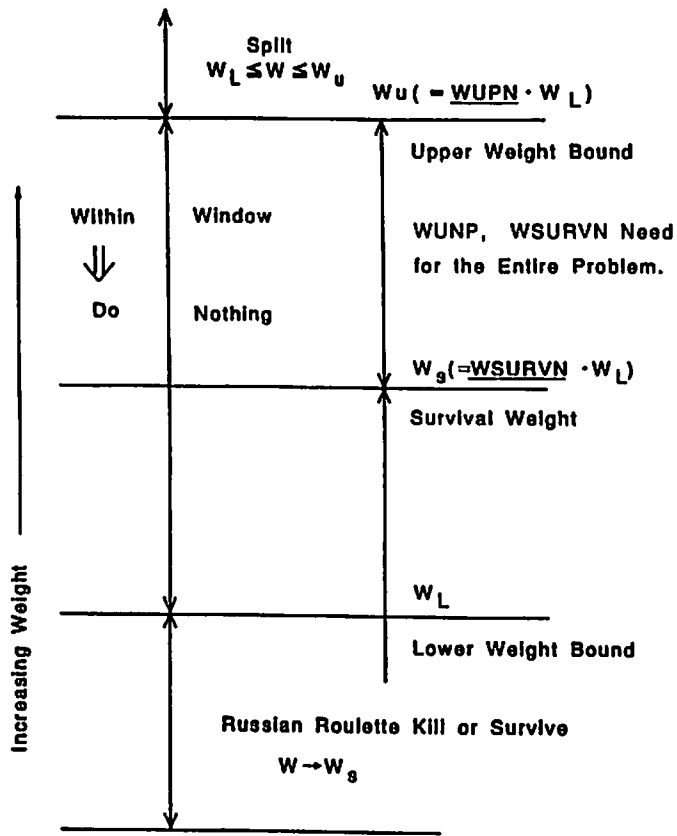 Split
W_L ≤ W ≤ W_u
Wu (= WUPN · W_L)
Upper Weight Bound
Within Window
⇓
Do Nothing
WUNP, WSURVN Need
for the Entire Problem.
W_s (=WSURVN · W_L)
Survival Weight
Increasing Weight
W_L
Lower Weight Bound
Russian Roulette Kill or Survive
W → W_s